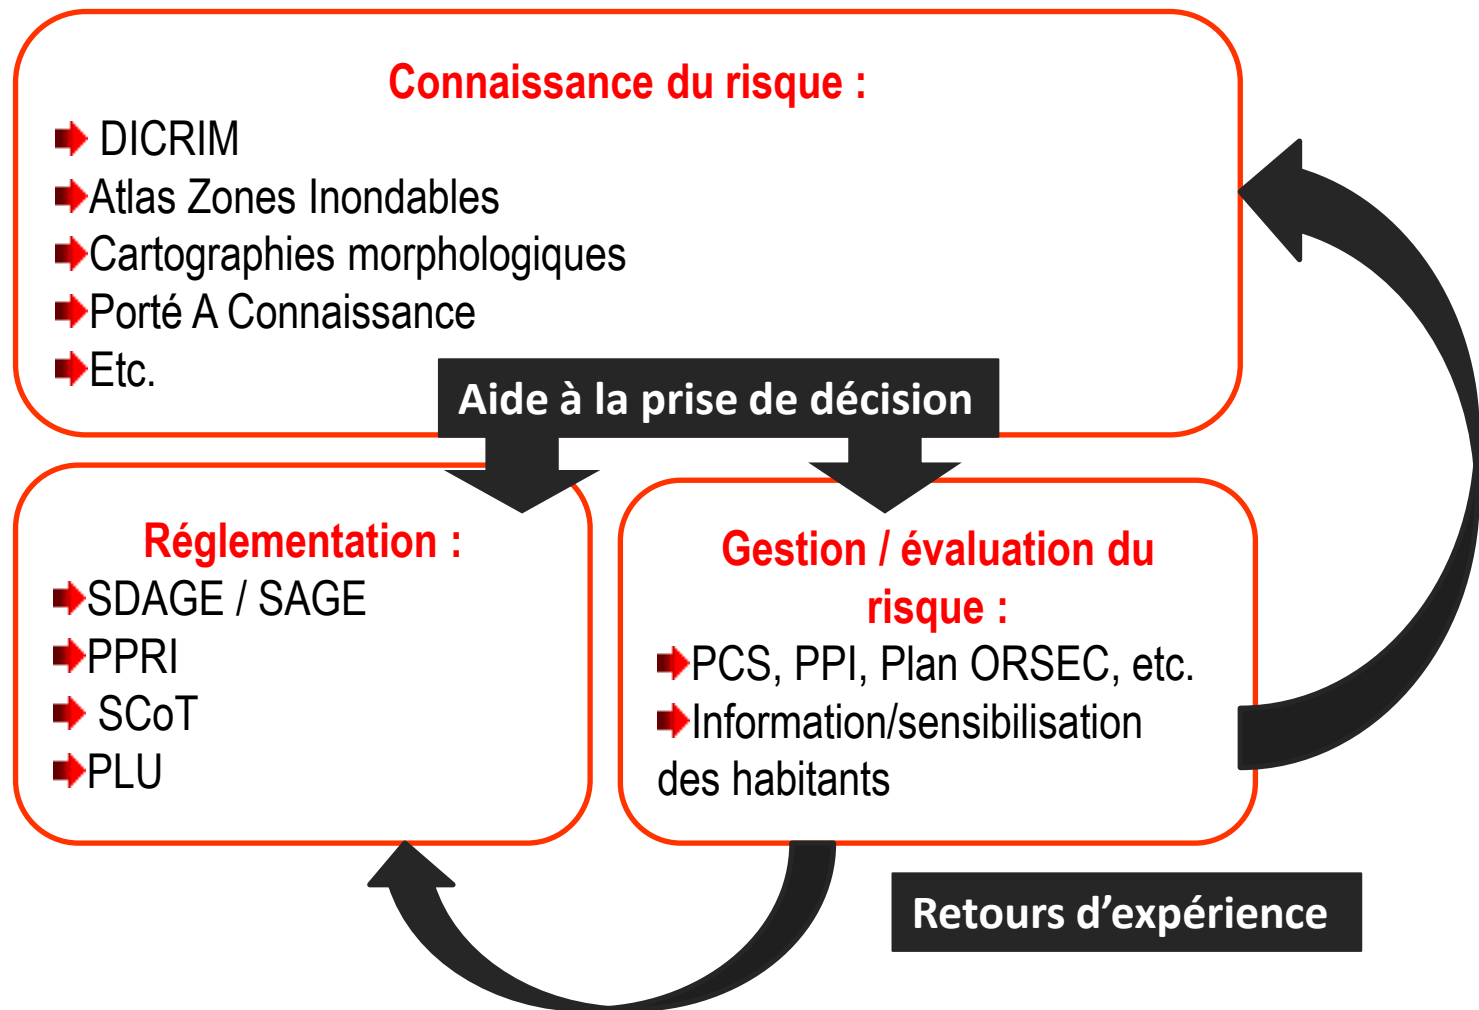 Connaissance du risque :
DICRIM
Atlas Zones Inondables
Cartographies morphologiques
Porté A Connaissance
Etc.
Aide à la prise de décision
Réglementation :
SDAGE / SAGE
PPRI
SCoT
PLU
Gestion / évaluation du
risque :
PCS, PPI, Plan ORSEC, etc.
Information/sensibilisation
des habitants
Retours d’expérience